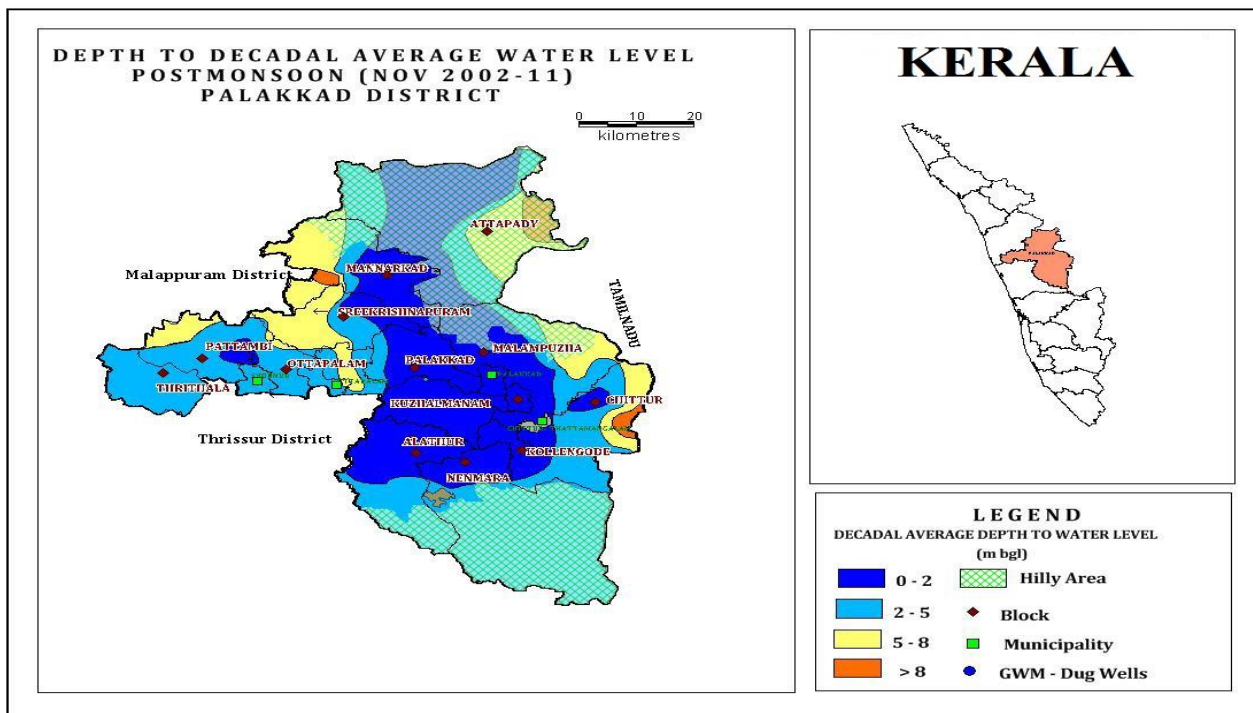 DEPTH TO DECADAL AVERAGE WATER LEVEL
POSTMONSOON (NOV 2002-11)
PALAKKAD DISTRICT
0 10 20
kilometres
ATTAPADY
Malappuram District
MANNARKAD
TAMILNADU
SREEKRISHNAPURAM
PATTAMBI
OTTAPALAM
THRITHALA
PALAKKAD
MALAMPUZHA
PALAKKAD
KUZHALMANAM
CHITTUR
Thrissur District
ALATHUR
KOLLENGODE
NENMARA
KERALA
PALAKKAD
LEGEND
DECADAL AVERAGE DEPTH TO WATER LEVEL
(m bgl)
0 - 2 Hilly Area
2 - 5 Block
5 - 8 Municipality
> 8 GWM - Dug Wells